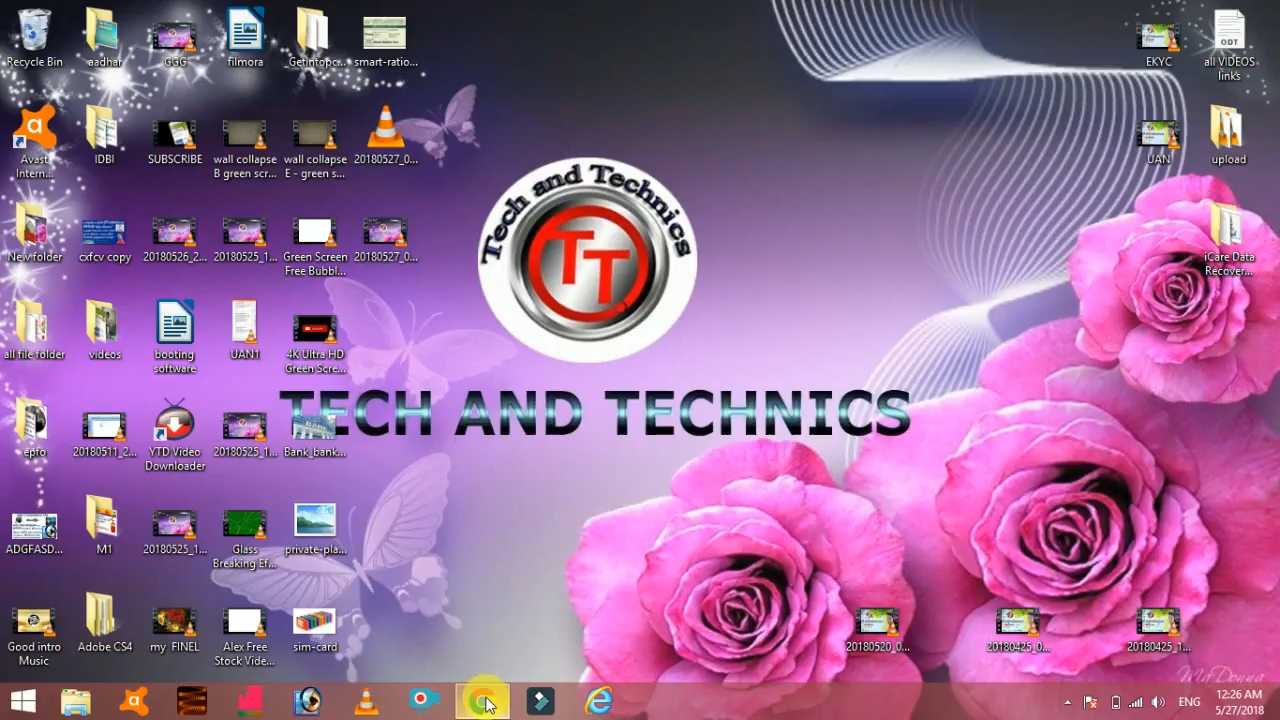 Recycle Bin
aadhar
GGG
filmora
Getintopc...
smart-ratio...
EKYC
ODT
all VIDEOS
links
a
Avast
Intern...
IDBI
SUBSCRIBE
wall collapse
B green scr...
wall collapse
E - green s...
20180527_0...
UAN
upload
Tech and Technics
TT
New folder
cxfcv copy
20180526_2...
20180525_1...
Green Screen
Free Bubbl...
20180527_0...
iCare Data
Recover...
all file folder
videos
booting
software
UAN1
4K Ultra HD
Green Scre...
TECH AND TECHNICS
epfo
20180511_2...
YTD Video
Downloader
20180525_1...
BANK
Bank_bank...
ADGFASD...
M1
20180525_1...
Glass
Breaking Ef...
private-pla...
Good intro
Music
Adobe CS4
my FINEL
Alex Free
Stock Vide...
sim-card
20180520_0...
20180425_0...
20180425_1...
MaDonna
ENG
12:26 AM
5/27/2018